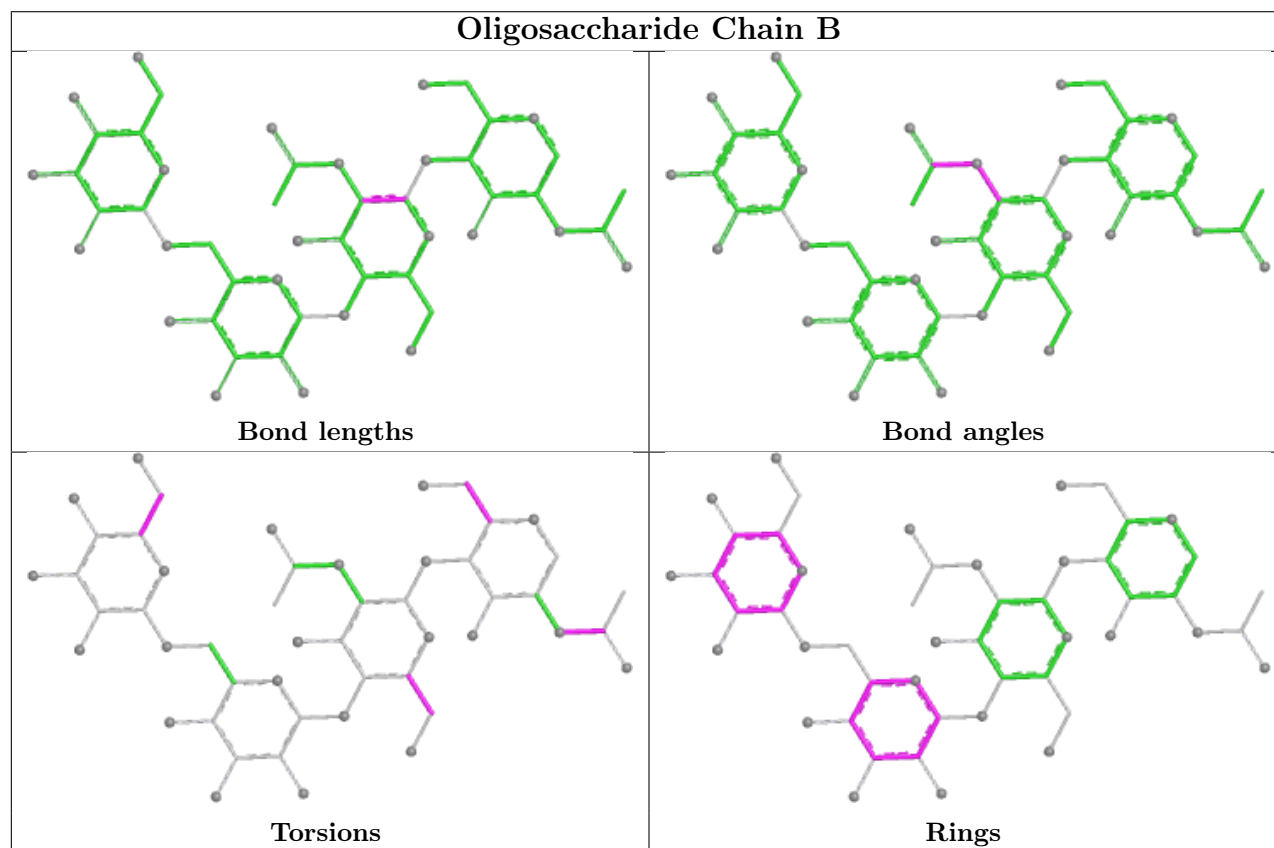 Oligosaccharide Chain B
Bond lengths
Bond angles
Torsions
Rings